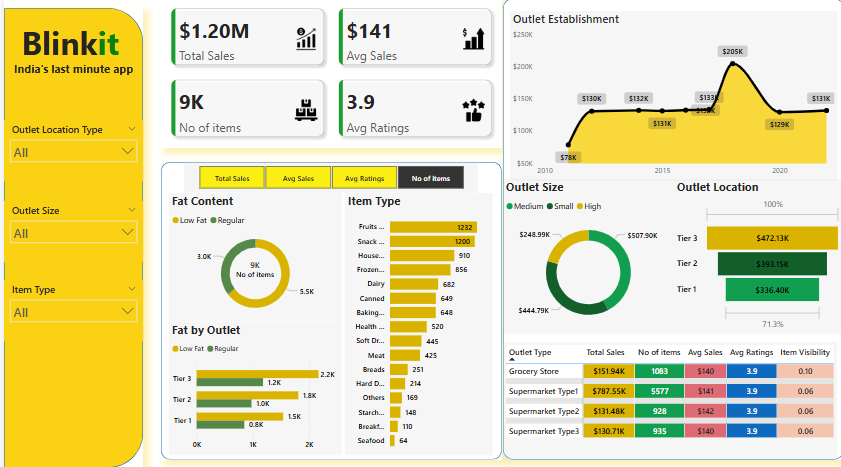 Blinkit
India's last minute app
Outlet Location Type
All
Outlet Size
All
Item Type
All
$1.20M
Total Sales
$141
Avg Sales
9K
No of items
3.9
Avg Ratings
Total Sales
Avg Sales
Avg Ratings
No of Items
Fat Content
Low Fat Regular
3.0K
9K
No of items
5.5K
Fat by Outlet
Low Fat Regular
Tier 3 2.2K
1.2K
Tier 2 1.8K
1.0K
Tier 1 1.5K
0.8K
0K 1K 2K
Item Type
Fruits ... 1232
Snack ... 1200
House... 910
Frozen... 856
Dairy 682
Canned 649
Baking... 648
Health ... 520
Soft Dr... 445
Meat 425
Breads 251
Hard D... 214
Others 169
Starch... 148
Breakf... 110
Seafood 64
Outlet Establishment
$250K
$200K
$150K
$100K
$50K
$78K
$130K
$132K
$131K
$133K
$205K
$129K
$131K
2010 2015 2020
Outlet Size
Medium Small High
$248.99K
$507.90K
$444.79K
Outlet Location
100%
Tier 3 $472.13K
Tier 2 $393.15K
Tier 1 $336.40K
71.3%
Outlet Type Total Sales No of items Avg Sales Avg Ratings Item Visibility
Grocery Store $151.94K 1083 $140 3.9 0.10
Supermarket Type1 $787.55K 5577 $141 3.9 0.06
Supermarket Type2 $131.48K 928 $142 3.9 0.06
Supermarket Type3 $130.71K 935 $140 3.9 0.06